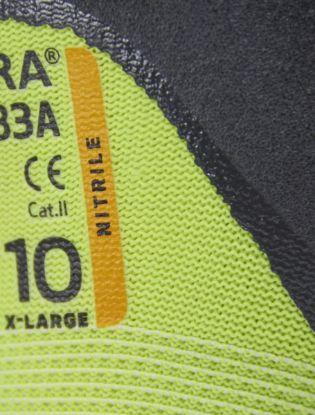 RA®
33A
CE
Cat.II
10
X-LARGE
NITRILE